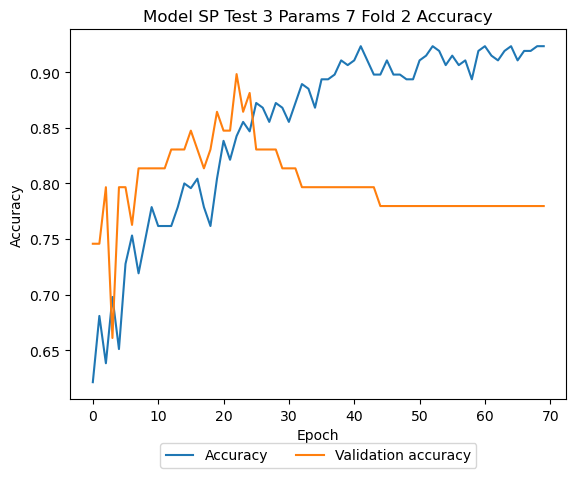 Model SP Test 3 Params 7 Fold 2 Accuracy
Accuracy
0.90
0.85
0.80
0.75
0.70
0.65
0 10 20 30 40 50 60 70
Epoch
Accuracy Validation accuracy